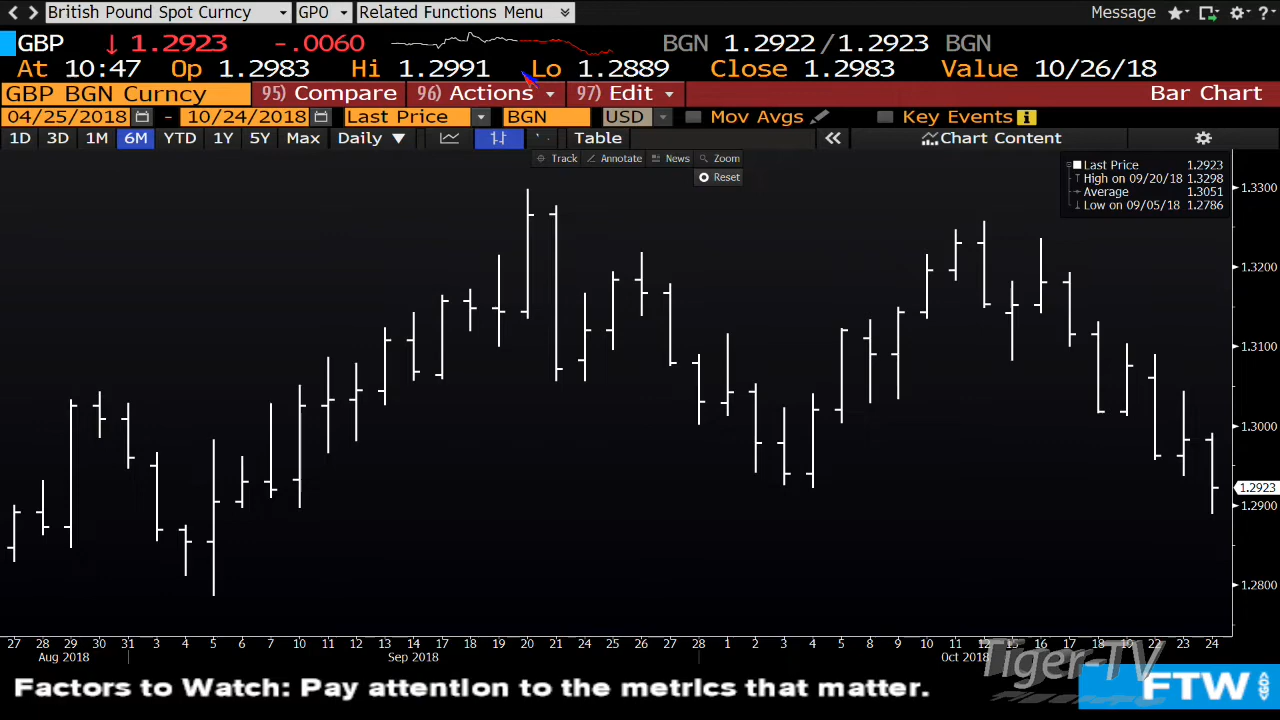 British Pound Spot Curncy GPO Related Functions Menu Message ?
GBP ↓ 1.2923 -.0060 BGN 1.2922/1.2923 BGN
At 10:47 Op 1.2983 Hi 1.2991 Lo 1.2889 Close 1.2983 Value 10/26/18
GBP BGN Curncy 95) Compare 96) Actions 97) Edit Bar Chart
04/25/2018 - 10/24/2018 Last Price BGN USD Mov Avgs Key Events i
1D 3D 1M 6M YTD 1Y 5Y Max Daily ▼ Table « Chart Content
Track Annotate News Zoom
Reset
Last Price 1.2923
High on 09/20/18 1.3298
Average 1.3051
Low on 09/05/18 1.2786
1.3300
1.3200
1.3100
1.3000
1.2923
1.2900
1.2800
27 28 29 30 31 3 4 5 6 7 10 11 12 13 14 17 18 19 20 21 24 25 26 27 28 1 2 3 4 5 8 9 10 11 12 15 16 17 18 19 22 23 24
Aug 2018 Sep 2018 Oct 2018
Tiger-TV
Factors to Watch: Pay attention to the metrics that matter.
FTW